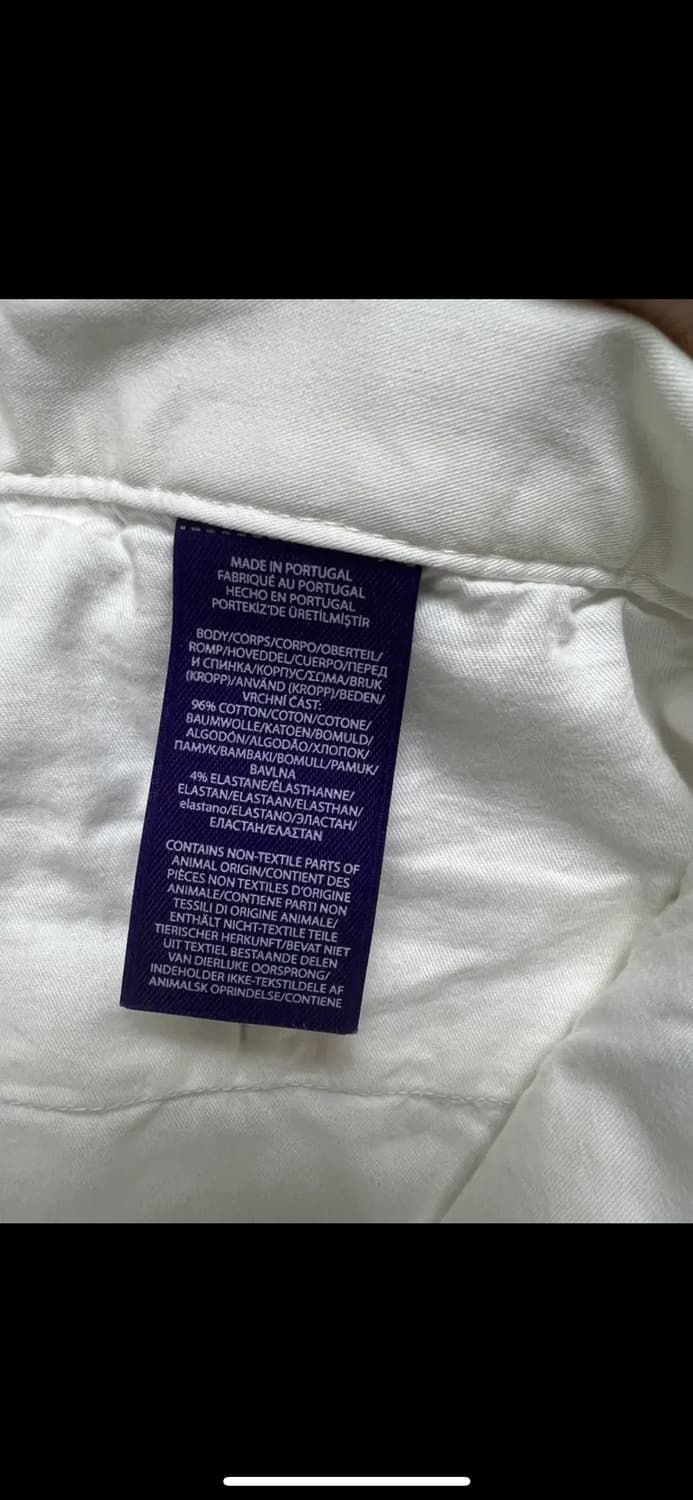 MADE IN PORTUGAL
FABRIQUÉ AU PORTUGAL
HECHO EN PORTUGAL
PORTEKİZ'DE ÜRETİLMİŞTİR
BODY/CORPS/CORPO/OBERTEIL/
ROMP/HOVEDDEL/CUERPO/ПЕРЕД
И СПИНКА/КОРПУС/ΣΩΜΑ/BRUK
(KROPP)/ANVÄND (KROPP)/BEDEN/
VRCHNÍ ČÁST:
96% COTTON/COTON/COTONE/
BAUMWOLLE/KATOEN/BOMULD/
ALGODÓN/ALGODÃO/ХЛОПОК/
ПАМУК/ΒΑΜΒΑΚΙ/BOMULL/PAMUK/
BAVLNA
4% ELASTANE/ÉLASTHANNE/
ELASTAN/ELASTAAN/ELASTHAN/
elastano/ELASTANO/ЭЛАСТАН/
ЕЛАСТАН/ΕΛΑΣΤΑΝ
CONTAINS NON-TEXTILE PARTS OF
ANIMAL ORIGIN/CONTIENT DES
PIÈCES NON TEXTILES D'ORIGINE
ANIMALE/CONTIENE PARTI NON
TESSILI DI ORIGINE ANIMALE/
ENTHÄLT NICHT-TEXTILE TEILE
TIERISCHER HERKUNFT/BEVAT NIET
UIT TEXTIEL BESTAANDE DELEN
VAN DIERLIJKE OORSPRONG/
INDEHOLDER IKKE-TEKSTILDELE AF
ANIMALSK OPRINDELSE/CONTIENE